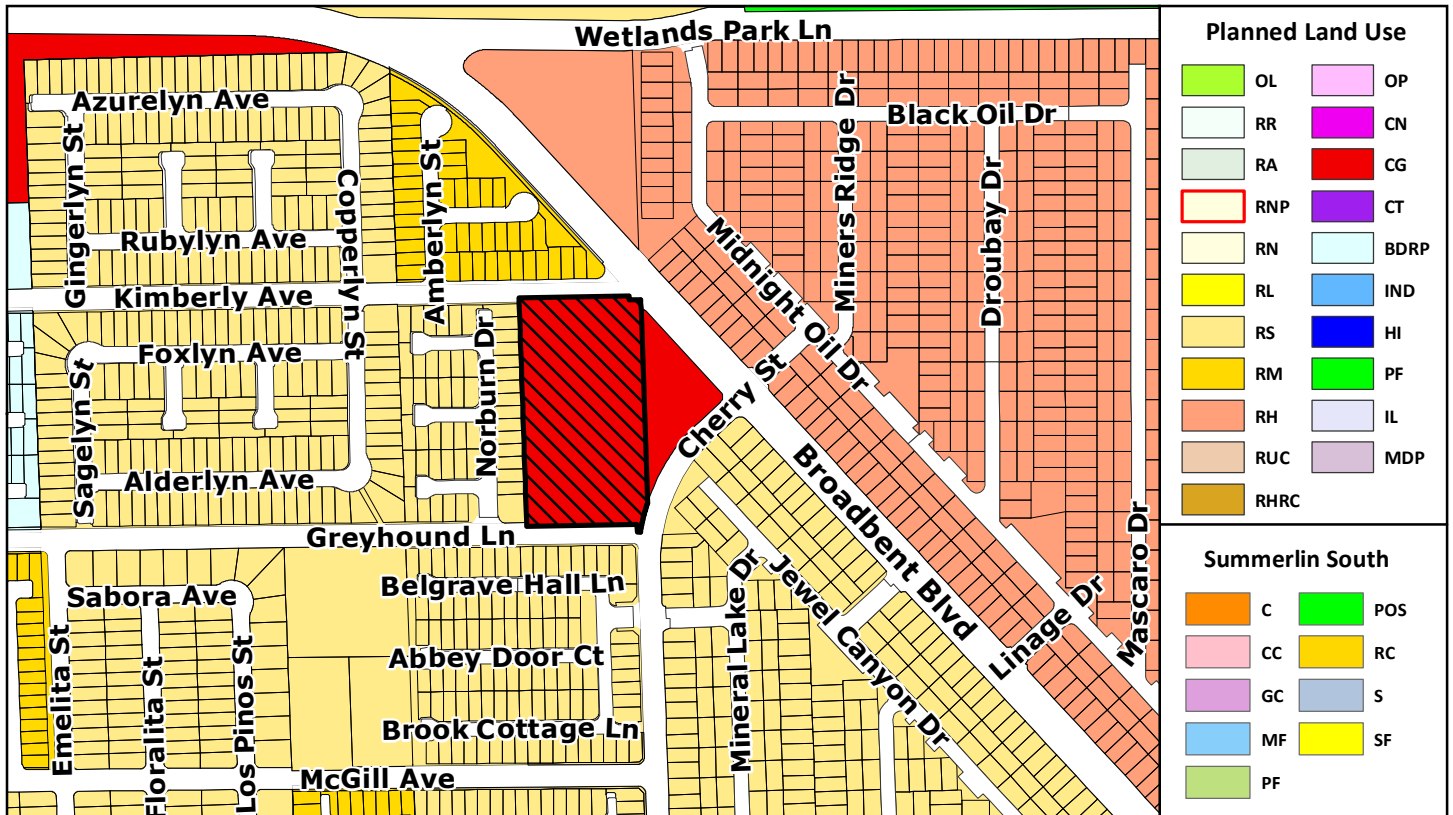 Wetlands Park Ln
Azurelyn Ave
Black Oil Dr
Gingerlyn St
Copperlyn St
Amberlyn St
Miners Ridge Dr
Droubay Dr
Rubylyn Ave
Midnight Oil Dr
Kimberly Ave
Foxlyn Ave
Norburn Dr
Sagelyn St
Cherry St
Alderlyn Ave
Broadbent Blvd
Mascaro Dr
Greyhound Ln
Belgrave Hall Ln
Sabora Ave
Jewel Canyon Dr
Linage Dr
Mineral Lake Dr
Abbey Door Ct
Emelita St
Floralita St
Los Pinos St
Brook Cottage Ln
McGill Ave
Planned Land Use
OL
RR
RA
RNP
RN
RL
RS
RM
RH
RUC
RHRC
OP
CN
CG
CT
BDRP
IND
HI
PF
IL
MDP
Summerlin South
C
CC
GC
MF
PF
POS
RC
S
SF